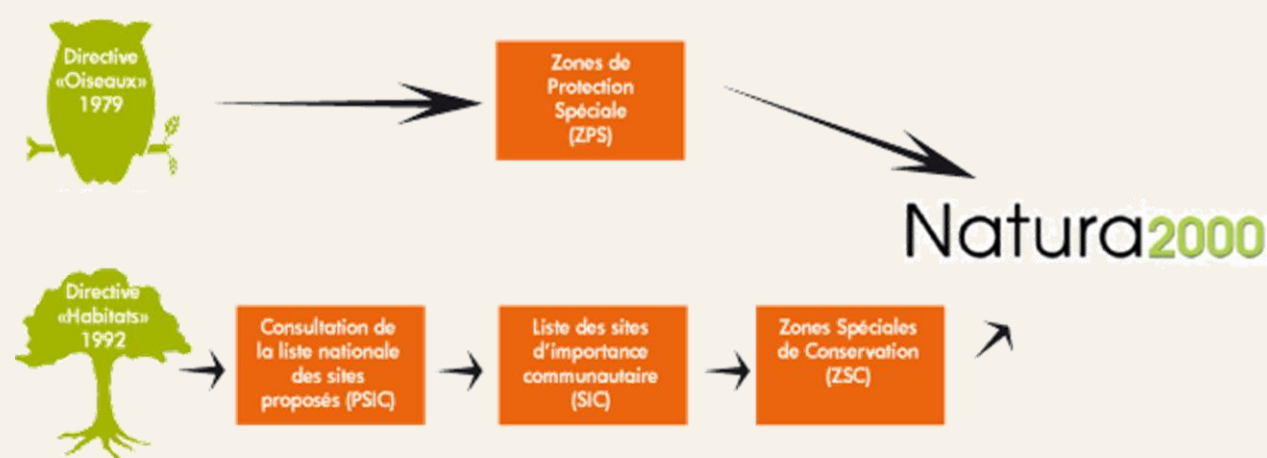 Directive
«Oiseaux»
1979
Zones de
Protection
Spéciale
(ZPS)
Natura2000
Directive
«Habitats»
1992
Consultation de
la liste nationale
des sites
proposés (PSIC)
Liste des sites
d'importance
communautaire
(SIC)
Zones Spéciales
de Conservation
(ZSC)